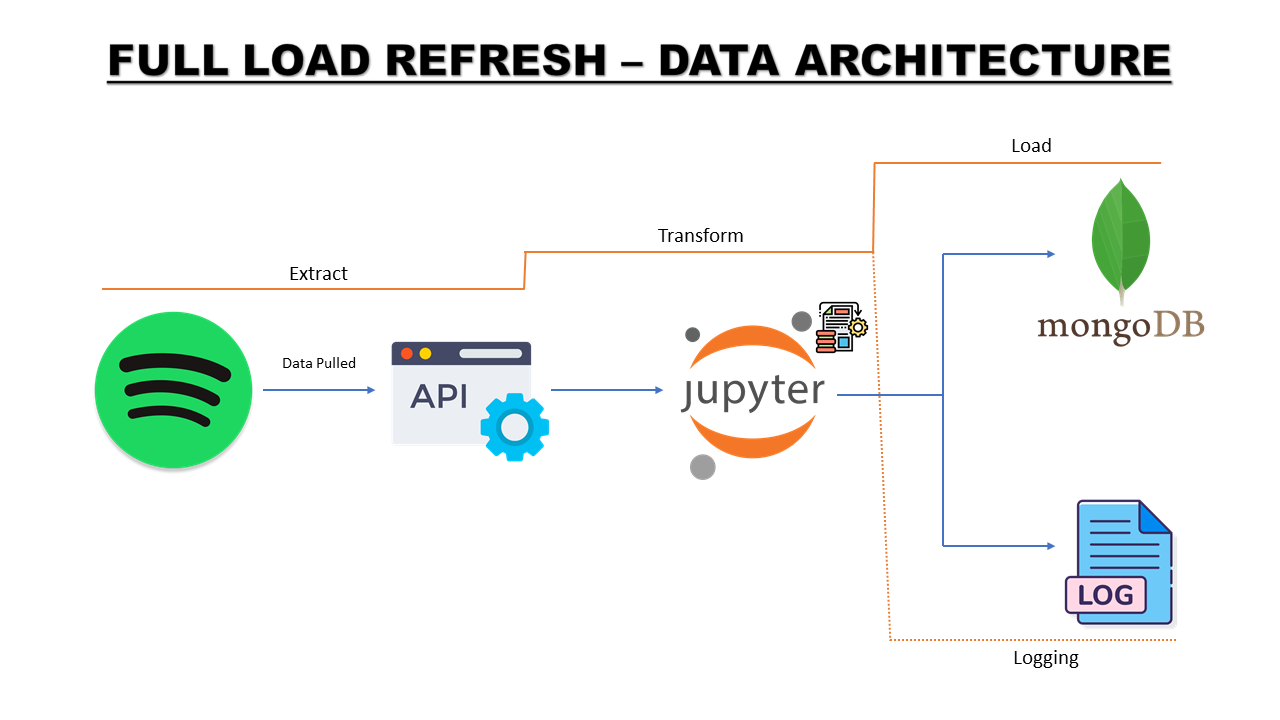 FULL LOAD REFRESH – DATA ARCHITECTURE
Load
Transform
Extract
Data Pulled
API
jupyter
mongoDB
LOG
Logging